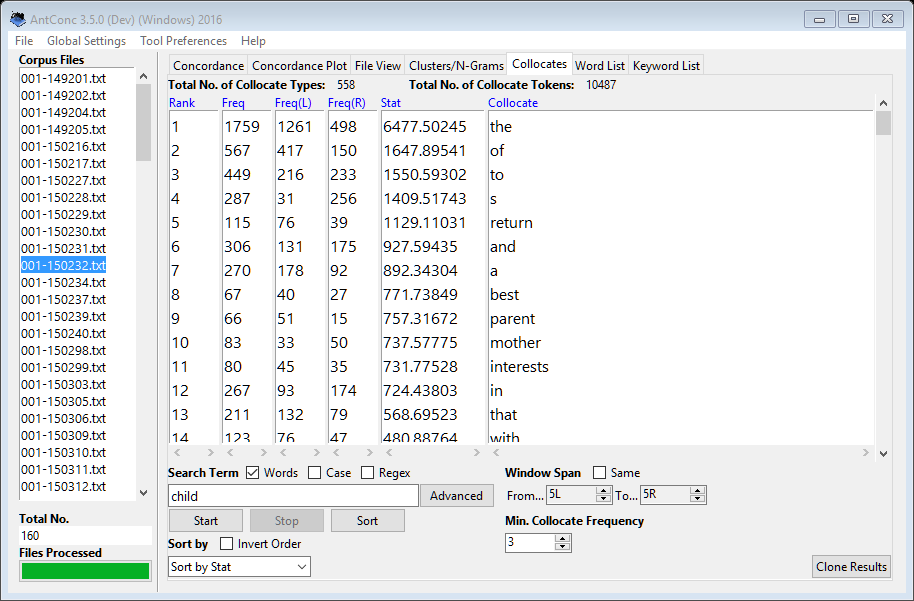 AntConc 3.5.0 (Dev) (Windows) 2016
File Global Settings Tool Preferences Help
Corpus Files
001-149201.txt
001-149202.txt
001-149204.txt
001-149205.txt
001-150216.txt
001-150217.txt
001-150227.txt
001-150228.txt
001-150229.txt
001-150230.txt
001-150231.txt
001-150232.txt
001-150234.txt
001-150237.txt
001-150239.txt
001-150240.txt
001-150298.txt
001-150299.txt
001-150303.txt
001-150305.txt
001-150306.txt
001-150309.txt
001-150310.txt
001-150311.txt
001-150312.txt
Total No.
160
Files Processed
Concordance Concordance Plot File View Clusters/N-Grams Collocates Word List Keyword List
Total No. of Collocate Types: 558 Total No. of Collocate Tokens: 10487
Rank Freq Freq(L) Freq(R) Stat Collocate
1 1759 1261 498 6477.50245 the
2 567 417 150 1647.89541 of
3 449 216 233 1550.59302 to
4 287 31 256 1409.51743 s
5 115 76 39 1129.11031 return
6 306 131 175 927.59435 and
7 270 178 92 892.34304 a
8 67 40 27 771.73849 best
9 66 51 15 757.31672 parent
10 83 33 50 737.57775 mother
11 80 45 35 731.77528 interests
12 267 93 174 724.43803 in
13 211 132 79 568.69523 that
14 123 76 47 480.88764 with
Search Term Words Case Regex Window Span Same
child Advanced From... 5L To... 5R
Start Stop Sort Min. Collocate Frequency
Sort by Invert Order 3
Sort by Stat Clone Results